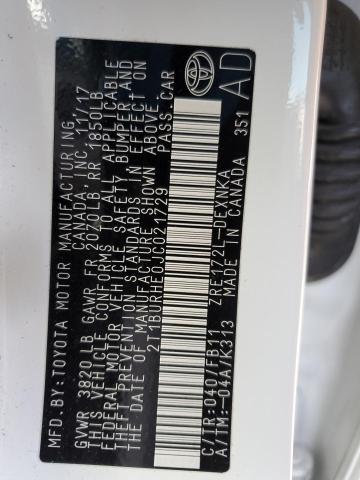 MFD.BY:TOYOTA MOTOR MANUFACTURING
CANADA, INC. 11/17
GVWR 3820LB GAWR FR 2070LB RR 1850LB
THIS VEHICLE CONFORMS TO ALL APPLICABLE
FEDERAL MOTOR VEHICLE SAFETY, BUMPER, AND
THEFT PREVENTION STANDARDS IN EFFECT ON
THE DATE OF MANUFACTURE SHOWN ABOVE.
2T1BURHE0JC021729 PASS.CAR
C/TR:040/FB11 ZRE172L-DEXNKA
A/TM:-04A/K313 MADE IN CANADA 351
AD